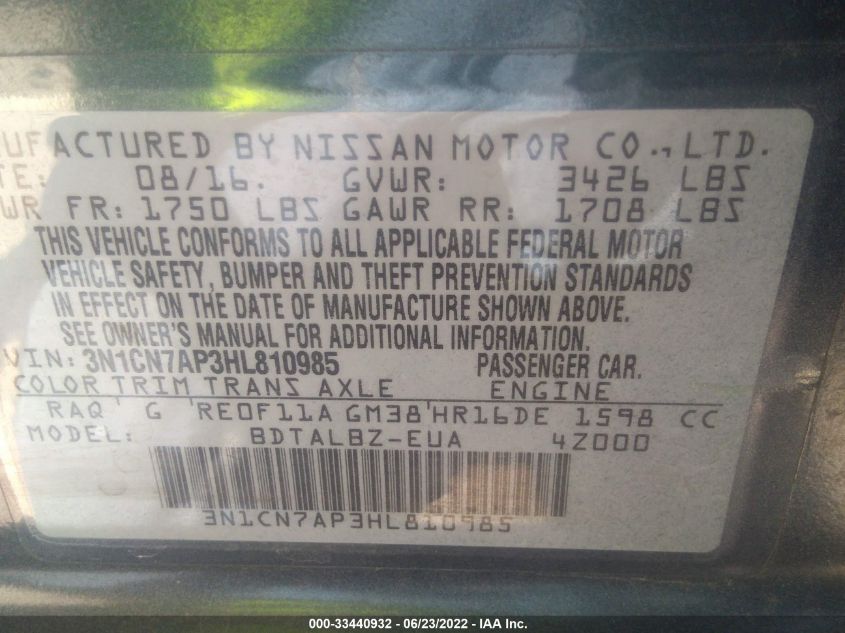 UFACTURED BY NISSAN MOTOR CO., LTD.
TE: 08/16. GVWR: 3426 LBS
WR FR: 1750 LBS GAWR RR: 1708 LBS
THIS VEHICLE CONFORMS TO ALL APPLICABLE FEDERAL MOTOR
VEHICLE SAFETY, BUMPER AND THEFT PREVENTION STANDARDS
IN EFFECT ON THE DATE OF MANUFACTURE SHOWN ABOVE.
SEE OWNER'S MANUAL FOR ADDITIONAL INFORMATION.
VIN: 3N1CN7AP3HL810985 PASSENGER CAR.
COLOR TRIM TRANS AXLE ENGINE
RAQ G RE0F11A GM38 HR16DE 1598 CC
MODEL: BDTALBZ-EUA 4Z000
3N1CN7AP3HL810985
000-33440932 - 06/23/2022 - IAA Inc.